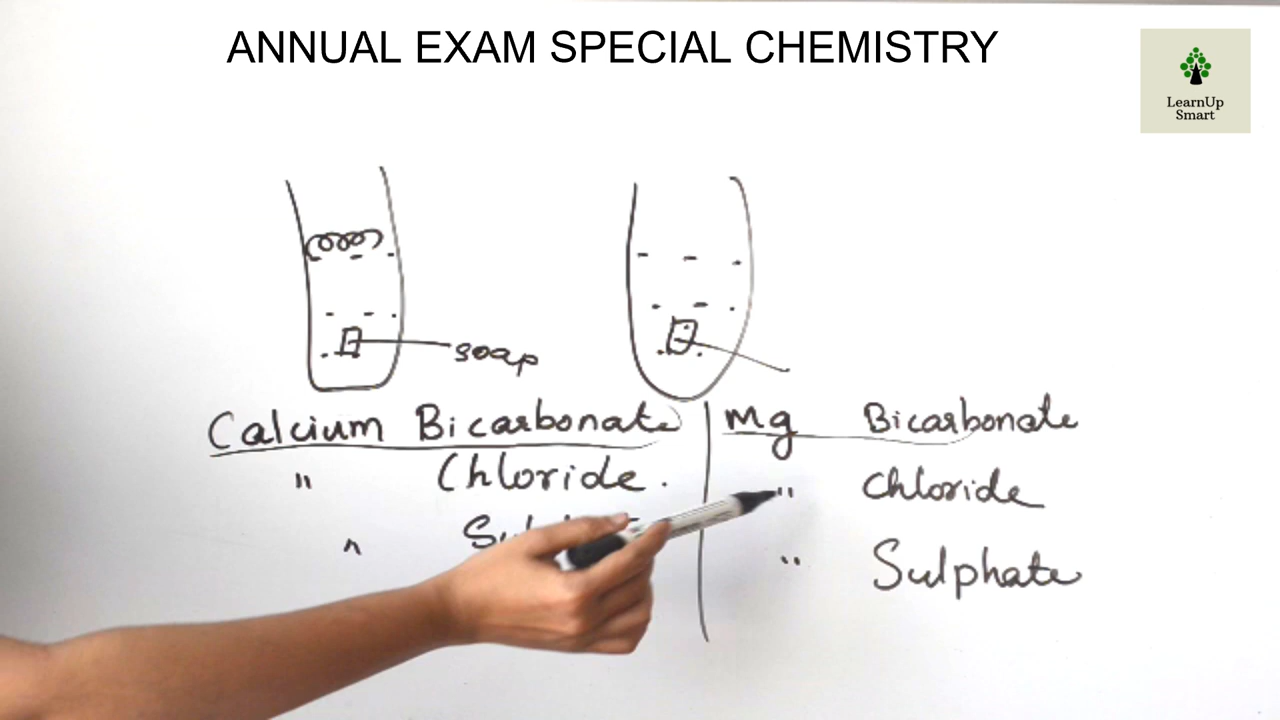 ANNUAL EXAM SPECIAL CHEMISTRY
LearnUp
Smart
soap
Calcium Bicarbonate
" Chloride.
"
Mg Bicarbonate
" Chloride
" Sulphate